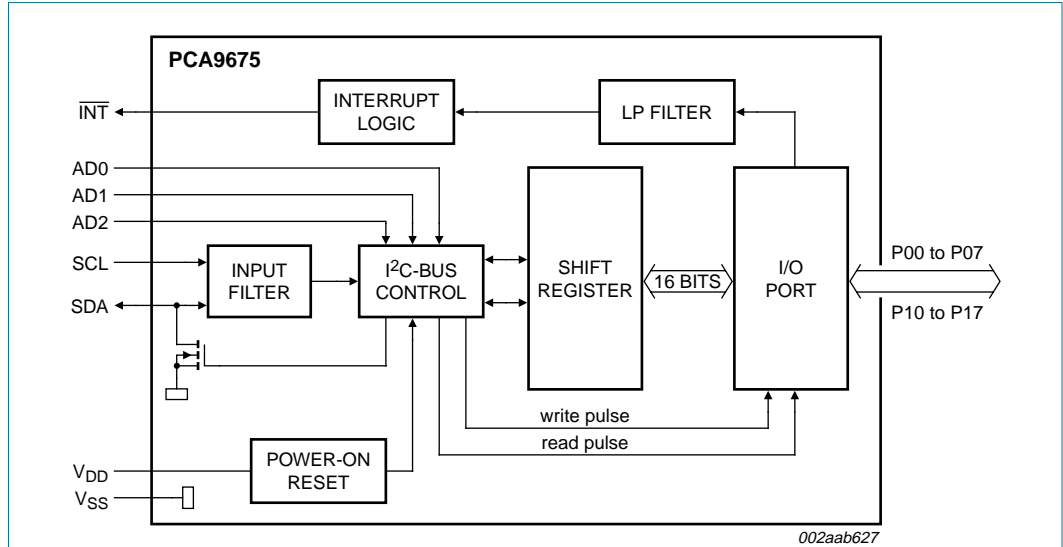 PCA9675
INT
INTERRUPT
LOGIC
LP FILTER
AD0
AD1
AD2
SCL
SDA
INPUT
FILTER
I²C-BUS
CONTROL
SHIFT
REGISTER
16 BITS
I/O
PORT
P00 to P07
P10 to P17
write pulse
read pulse
VDD
VSS
POWER-ON
RESET
002aab627